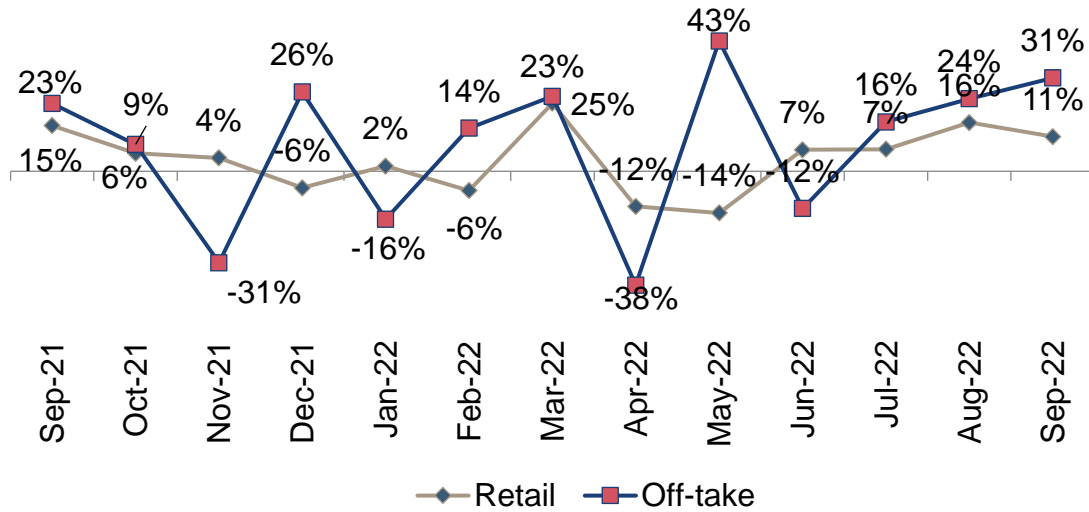 43%
31%
26%
24%
23%
23%
16%
16%
14%
25%
11%
9%
4%
7%
7%
2%
-6%
15%
6%
-12%
-14%
-12%
-16%
-6%
-31%
-38%
Sep-21
Oct-21
Nov-21
Dec-21
Jan-22
Feb-22
Mar-22
Apr-22
May-22
Jun-22
Jul-22
Aug-22
Sep-22
Retail
Off-take